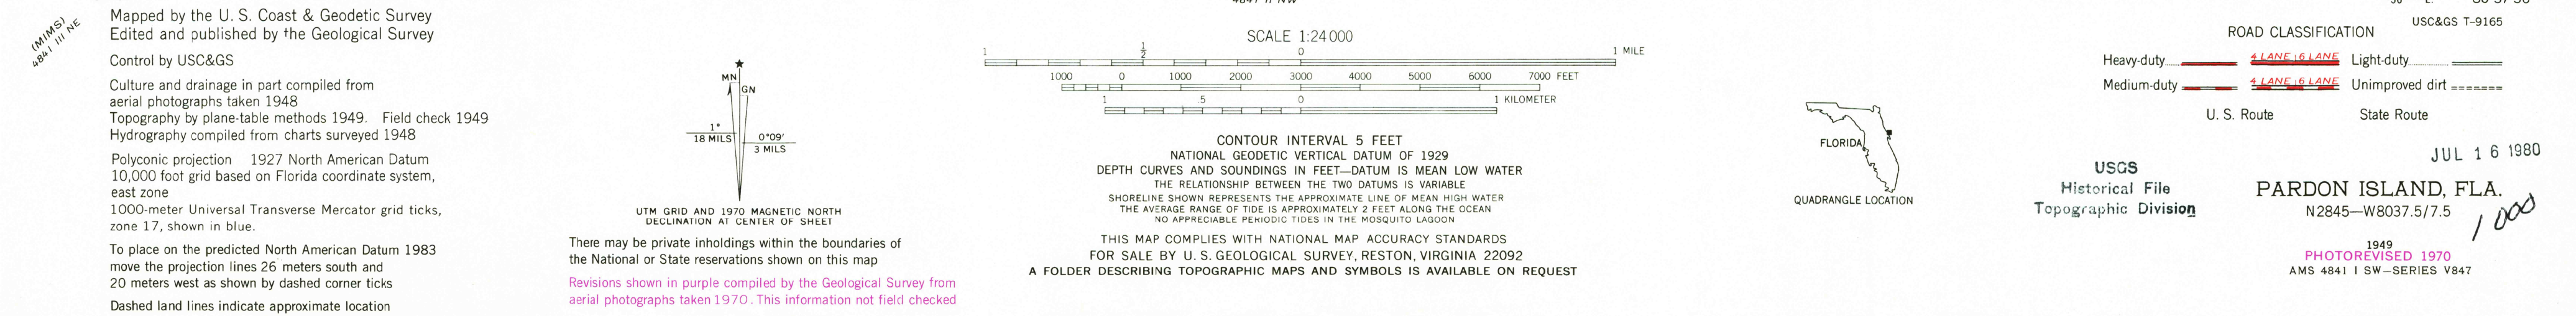 (MIMS)
4841 III NE
Mapped by the U. S. Coast & Geodetic Survey
Edited and published by the Geological Survey
Control by USC&GS
Culture and drainage in part compiled from
aerial photographs taken 1948
Topography by plane-table methods 1949. Field check 1949
Hydrography compiled from charts surveyed 1948
Polyconic projection 1927 North American Datum
10,000 foot grid based on Florida coordinate system,
east zone
1000-meter Universal Transverse Mercator grid ticks,
zone 17, shown in blue.
To place on the predicted North American Datum 1983
move the projection lines 26 meters south and
20 meters west as shown by dashed corner ticks
Dashed land lines indicate approximate location
MN
GN
1°
18 MILS
0°09'
3 MILS
UTM GRID AND 1970 MAGNETIC NORTH
DECLINATION AT CENTER OF SHEET
There may be private inholdings within the boundaries of
the National or State reservations shown on this map
Revisions shown in purple compiled by the Geological Survey from
aerial photographs taken 1970. This information not field checked
SCALE 1:24 000
1 ½ 0 1 MILE
1000 0 1000 2000 3000 4000 5000 6000 7000 FEET
1 .5 0 1 KILOMETER
CONTOUR INTERVAL 5 FEET
NATIONAL GEODETIC VERTICAL DATUM OF 1929
DEPTH CURVES AND SOUNDINGS IN FEET—DATUM IS MEAN LOW WATER
THE RELATIONSHIP BETWEEN THE TWO DATUMS IS VARIABLE
SHORELINE SHOWN REPRESENTS THE APPROXIMATE LINE OF MEAN HIGH WATER
THE AVERAGE RANGE OF TIDE IS APPROXIMATELY 2 FEET ALONG THE OCEAN
NO APPRECIABLE PERIODIC TIDES IN THE MOSQUITO LAGOON
THIS MAP COMPLIES WITH NATIONAL MAP ACCURACY STANDARDS
FOR SALE BY U. S. GEOLOGICAL SURVEY, RESTON, VIRGINIA 22092
A FOLDER DESCRIBING TOPOGRAPHIC MAPS AND SYMBOLS IS AVAILABLE ON REQUEST
FLORIDA
QUADRANGLE LOCATION
USC&GS T-9165
ROAD CLASSIFICATION
Heavy-duty 4 LANE 6 LANE Light-duty
Medium-duty 4 LANE 6 LANE Unimproved dirt
U. S. Route State Route
JUL 16 1980
USGS
Historical File
Topographic Division
PARDON ISLAND, FLA.
N2845—W8037.5/7.5
1000
1949
PHOTOREVISED 1970
AMS 4841 I SW—SERIES V847